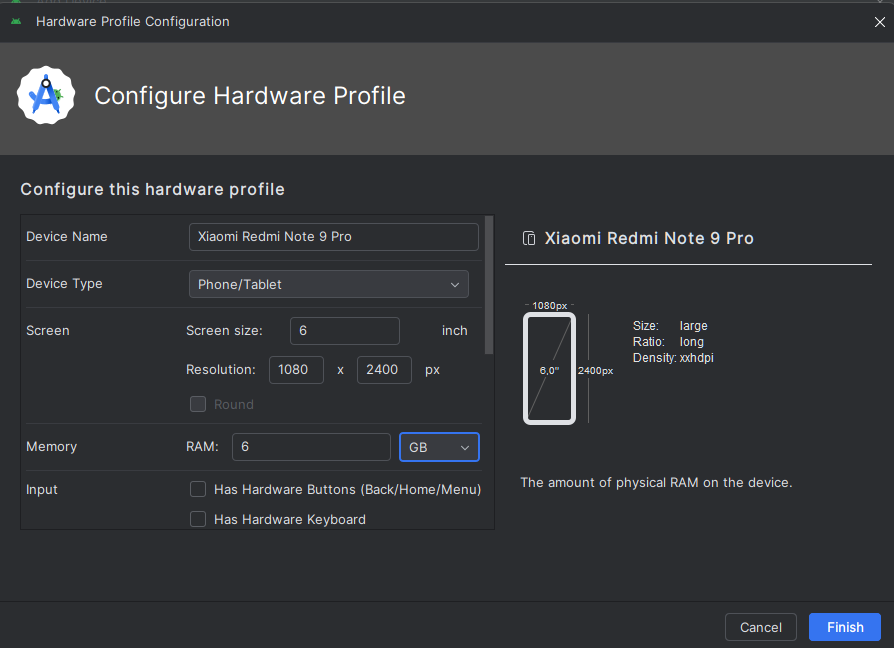 Hardware Profile Configuration
Configure Hardware Profile
Configure this hardware profile
Device Name
Xiaomi Redmi Note 9 Pro
Device Type
Phone/Tablet
Screen
Screen size:
6
inch
Resolution:
1080
x
2400
px
Round
Memory
RAM:
6
GB
Input
Has Hardware Buttons (Back/Home/Menu)
Has Hardware Keyboard
Xiaomi Redmi Note 9 Pro
1080px
6,0"
2400px
Size: large
Ratio: long
Density: xxhdpi
The amount of physical RAM on the device.
Cancel
Finish